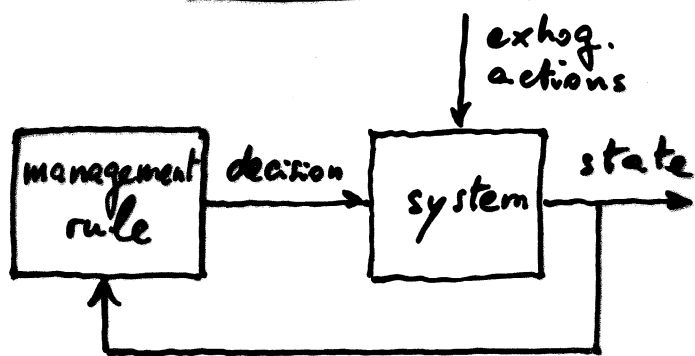 exhog.
actions
management
rule
decision
system
state